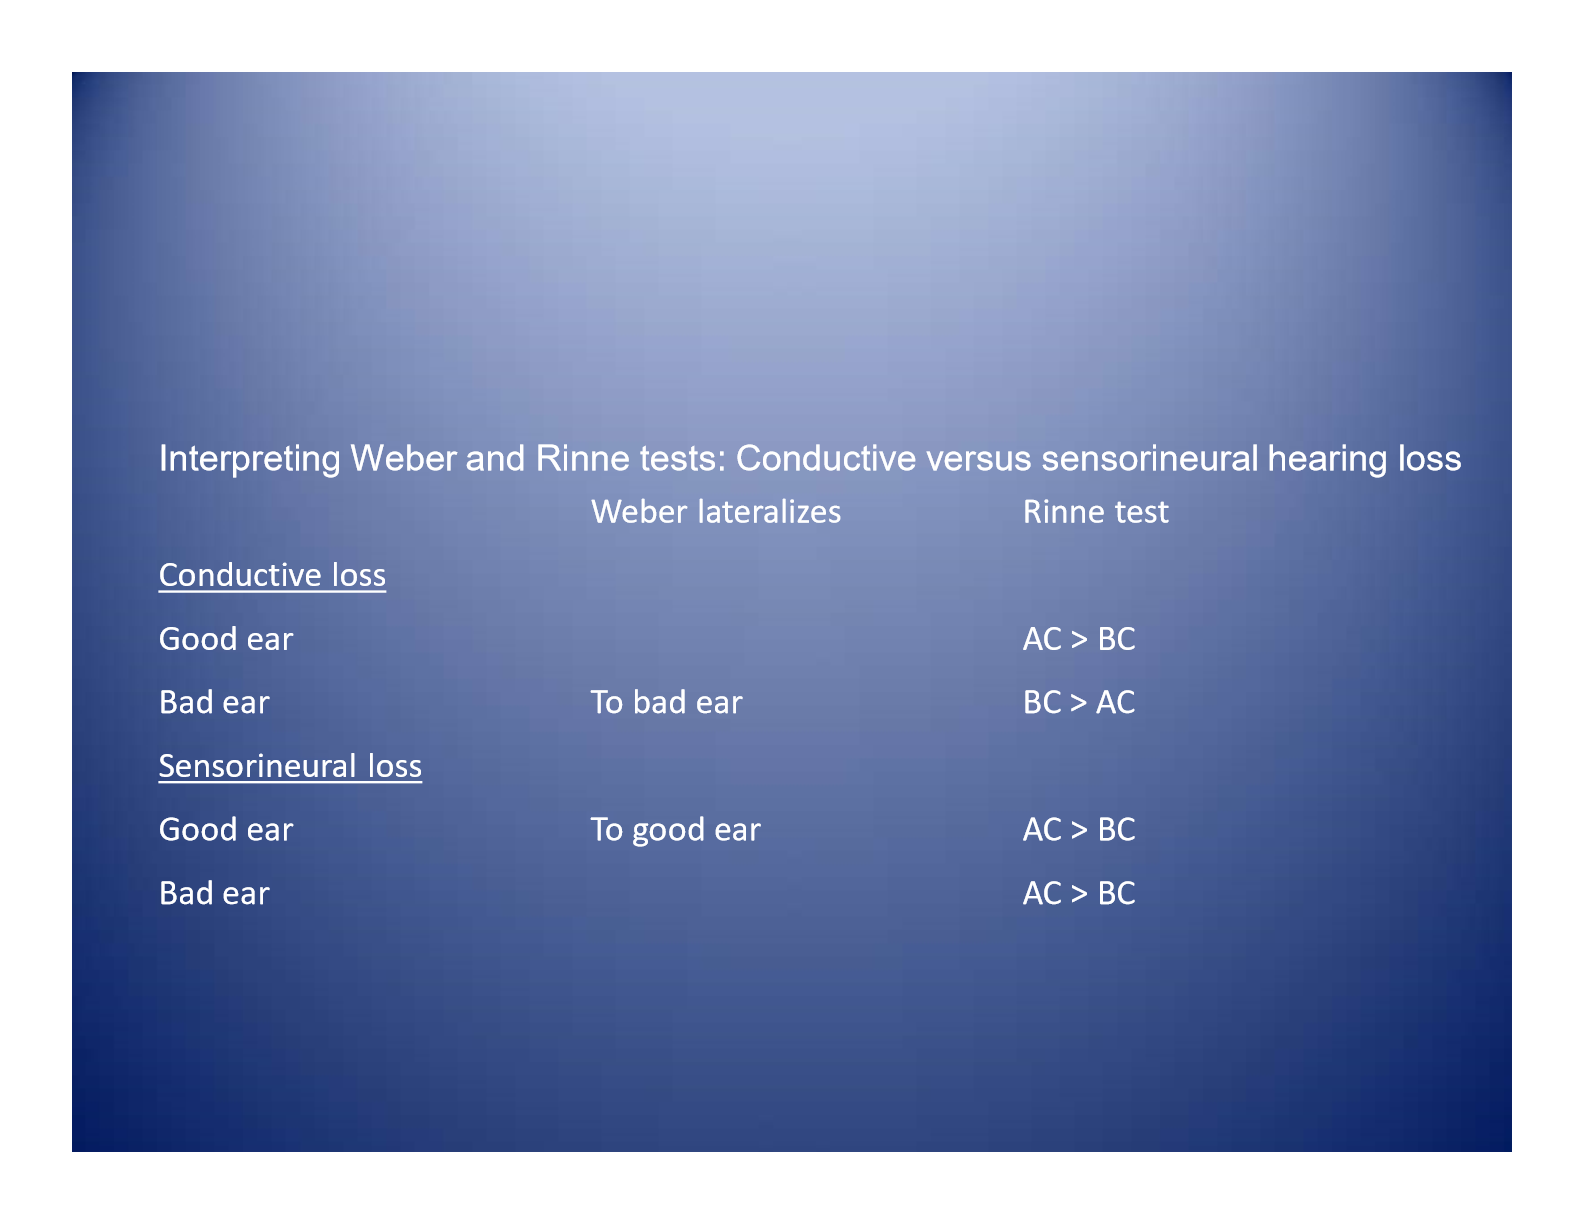 Interpreting Weber and Rinne tests: Conductive versus sensorineural hearing loss
Weber lateralizes Rinne test
Conductive loss
Good ear AC > BC
Bad ear To bad ear BC > AC
Sensorineural loss
Good ear To good ear AC > BC
Bad ear AC > BC